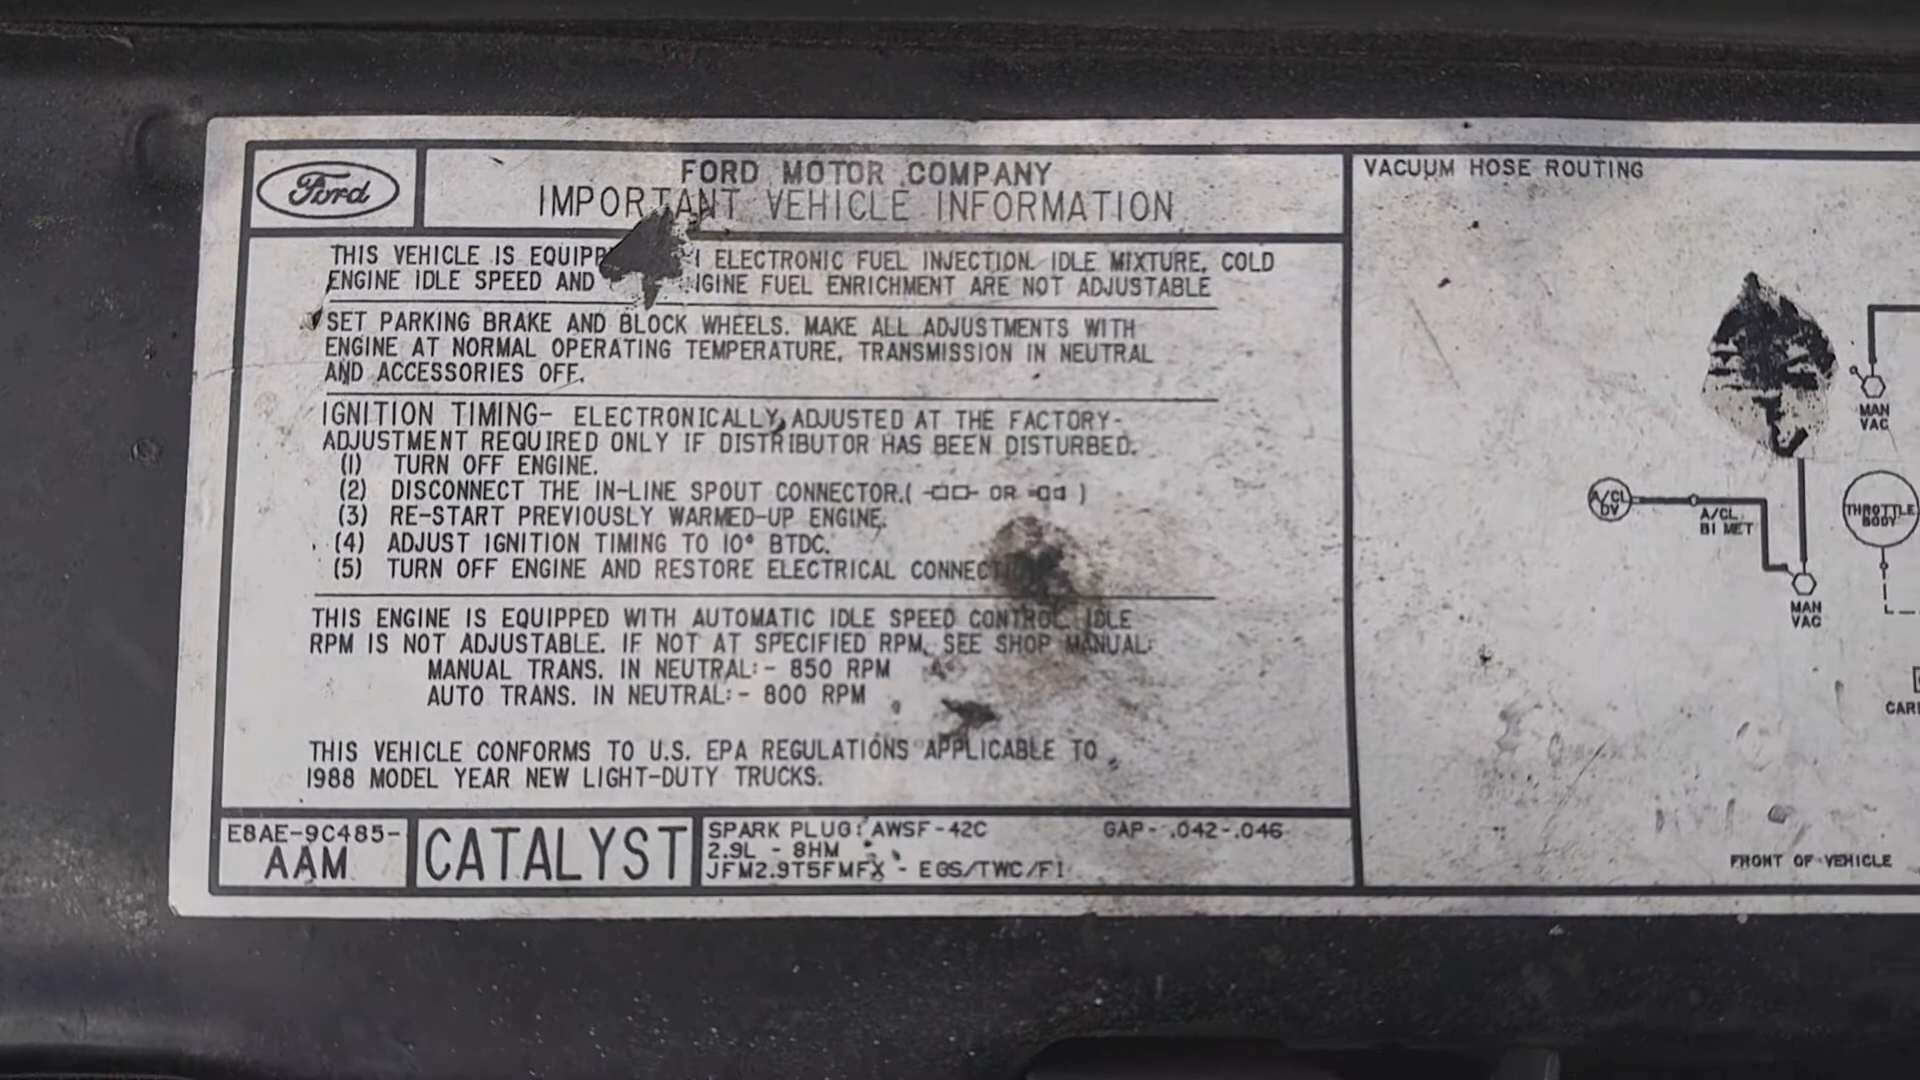 Ford
FORD MOTOR COMPANY
IMPORTANT VEHICLE INFORMATION
THIS VEHICLE IS ELECTRONIC FUEL INJECTION. IDLE MIXTURE, COLD
ENGINE IDLE SPEED AND FUEL ENRICHMENT ARE NOT ADJUSTABLE
SET PARKING BRAKE AND BLOCK WHEELS. MAKE ALL ADJUSTMENTS WITH
ENGINE AT NORMAL OPERATING TEMPERATURE, TRANSMISSION IN NEUTRAL
AND ACCESSORIES OFF.
IGNITION TIMING- ELECTRONICALLY ADJUSTED AT THE FACTORY-
ADJUSTMENT REQUIRED ONLY IF DISTRIBUTOR HAS BEEN DISTURBED.
(1) TURN OFF ENGINE.
(2) DISCONNECT THE IN-LINE SPOUT CONNECTOR.( OR )
(3) RE-START PREVIOUSLY WARMED-UP ENGINE.
(4) ADJUST IGNITION TIMING TO 10° BTDC.
(5) TURN OFF ENGINE AND RESTORE ELECTRICAL
THIS ENGINE IS EQUIPPED WITH AUTOMATIC IDLE SPEED CONTROL. IDLE
RPM IS NOT ADJUSTABLE. IF NOT AT SPECIFIED RPM, SEE SHOP MANUAL:
MANUAL TRANS. IN NEUTRAL:- 850 RPM
AUTO TRANS. IN NEUTRAL:- 800 RPM
THIS VEHICLE CONFORMS TO U.S. EPA REGULATIONS APPLICABLE TO
1988 MODEL YEAR NEW LIGHT-DUTY TRUCKS.
E8AE-9C485-
AAM
CATALYST
SPARK PLUG: AWSF-42C GAP- .042-.046
2.9L - 8HM
JFM2.9T5FMFX - EGS/TWC/FI
VACUUM HOSE ROUTING
MAN
VAC
A/CL
DV
A/CL
BI MET
THROTTLE
BODY
MAN
VAC
FRONT OF VEHICLE